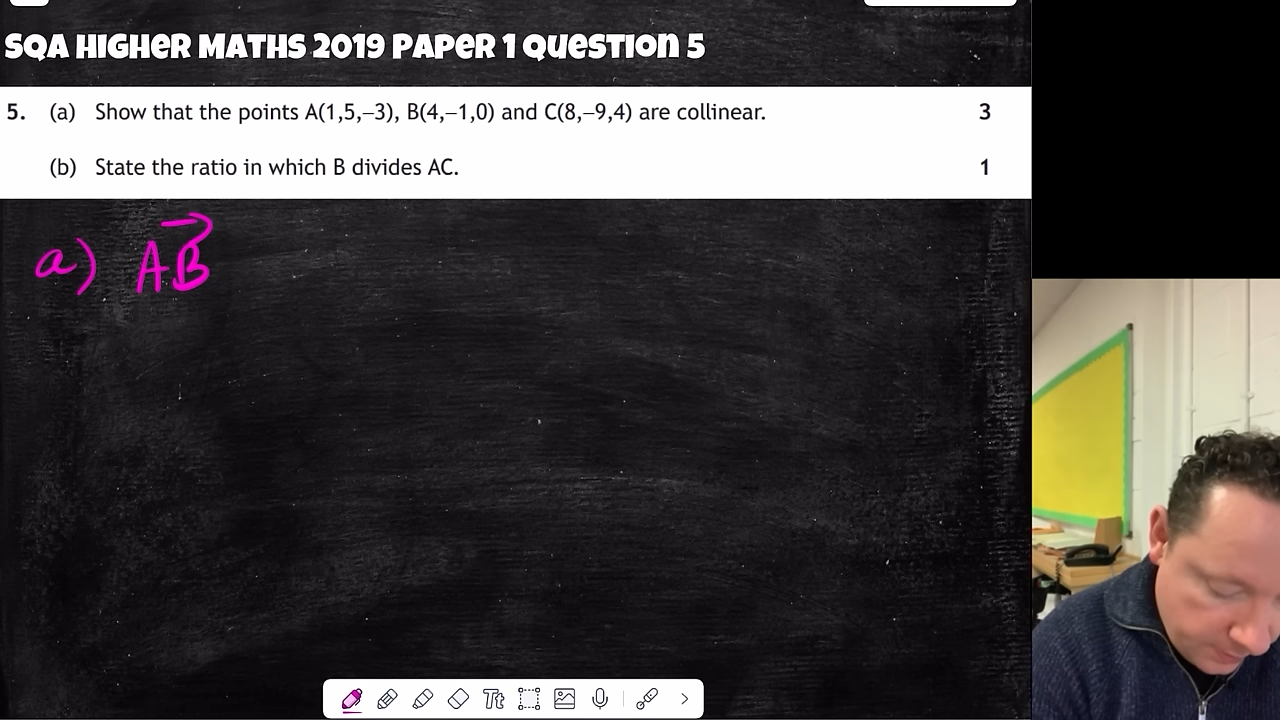 SQA HIGHER MATHS 2019 PAPER 1 QUESTION 5
5. (a) Show that the points A(1,5,−3), B(4,−1,0) and C(8,−9,4) are collinear. 3
(b) State the ratio in which B divides AC. 1
a) AB→
Tt